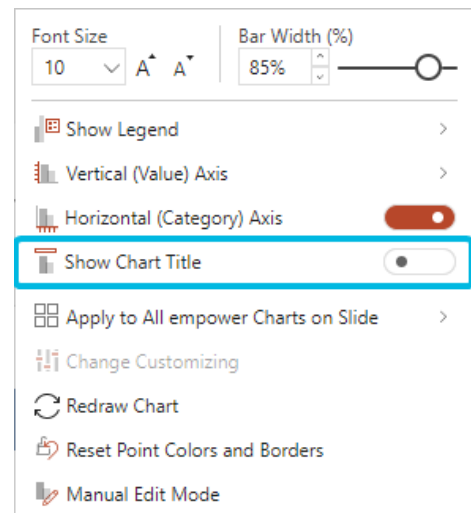 Font Size
Bar Width (%)
10
A
A
85%
Show Legend
Vertical (Value) Axis
Horizontal (Category) Axis
Show Chart Title
Apply to All empower Charts on Slide
Change Customizing
Redraw Chart
Reset Point Colors and Borders
Manual Edit Mode